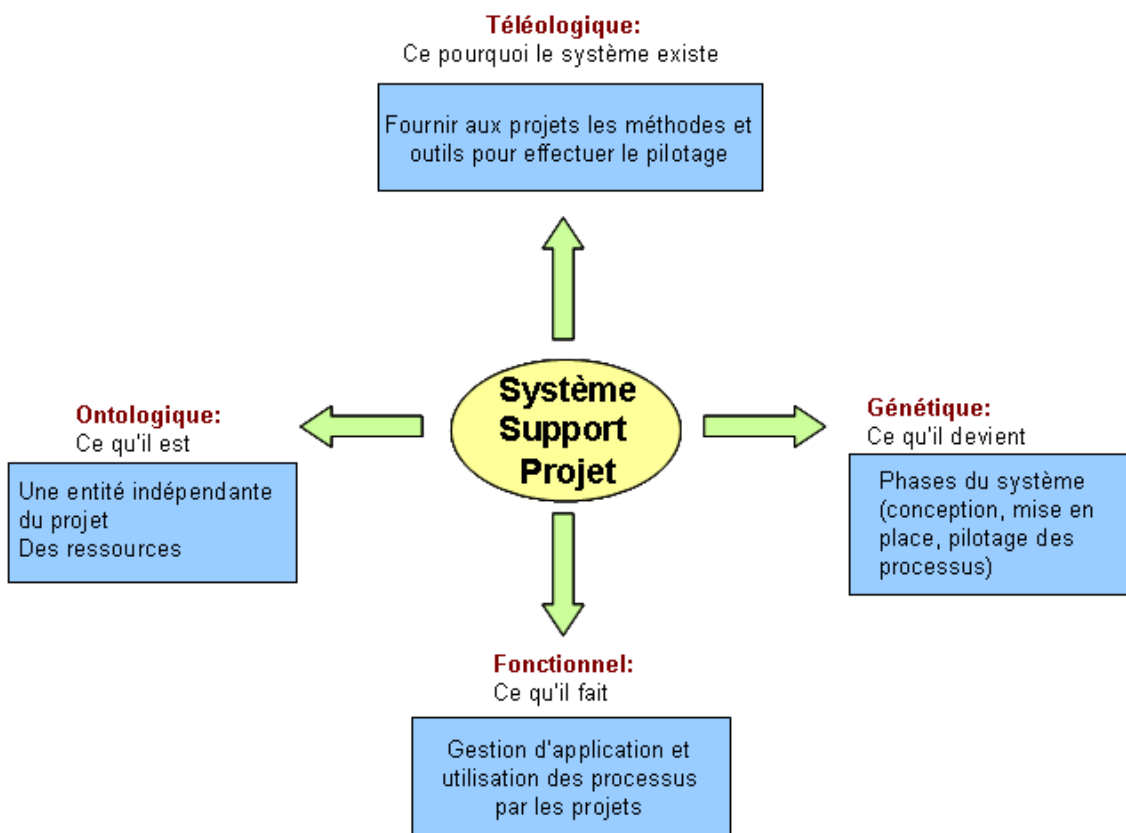 Téléologique:
Ce pourquoi le système existe
Fournir aux projets les méthodes et
outils pour effectuer le pilotage
Système
Support
Projet
Ontologique:
Ce qu'il est
Une entité indépendante
du projet
Des ressources
Génétique:
Ce qu'il devient
Phases du système
(conception, mise en
place, pilotage des
processus)
Fonctionnel:
Ce qu'il fait
Gestion d'application et
utilisation des processus
par les projets